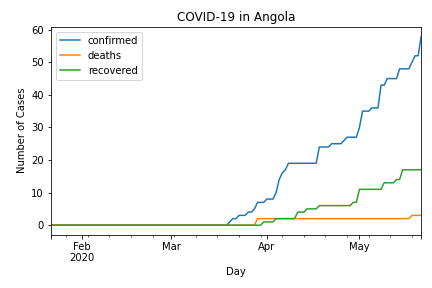 COVID-19 in Angola
confirmed
deaths
recovered
Number of Cases
60
50
40
30
20
10
0
Feb
2020
Mar
Apr
May
Day